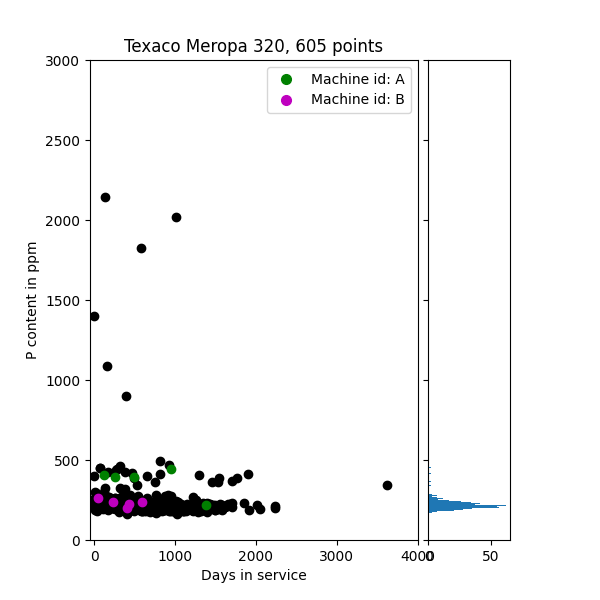 Texaco Meropa 320, 605 points
Machine id: A
Machine id: B
P content in ppm
3000
2500
2000
1500
1000
500
0
0 1000 2000 3000 4000
0 50
Days in service